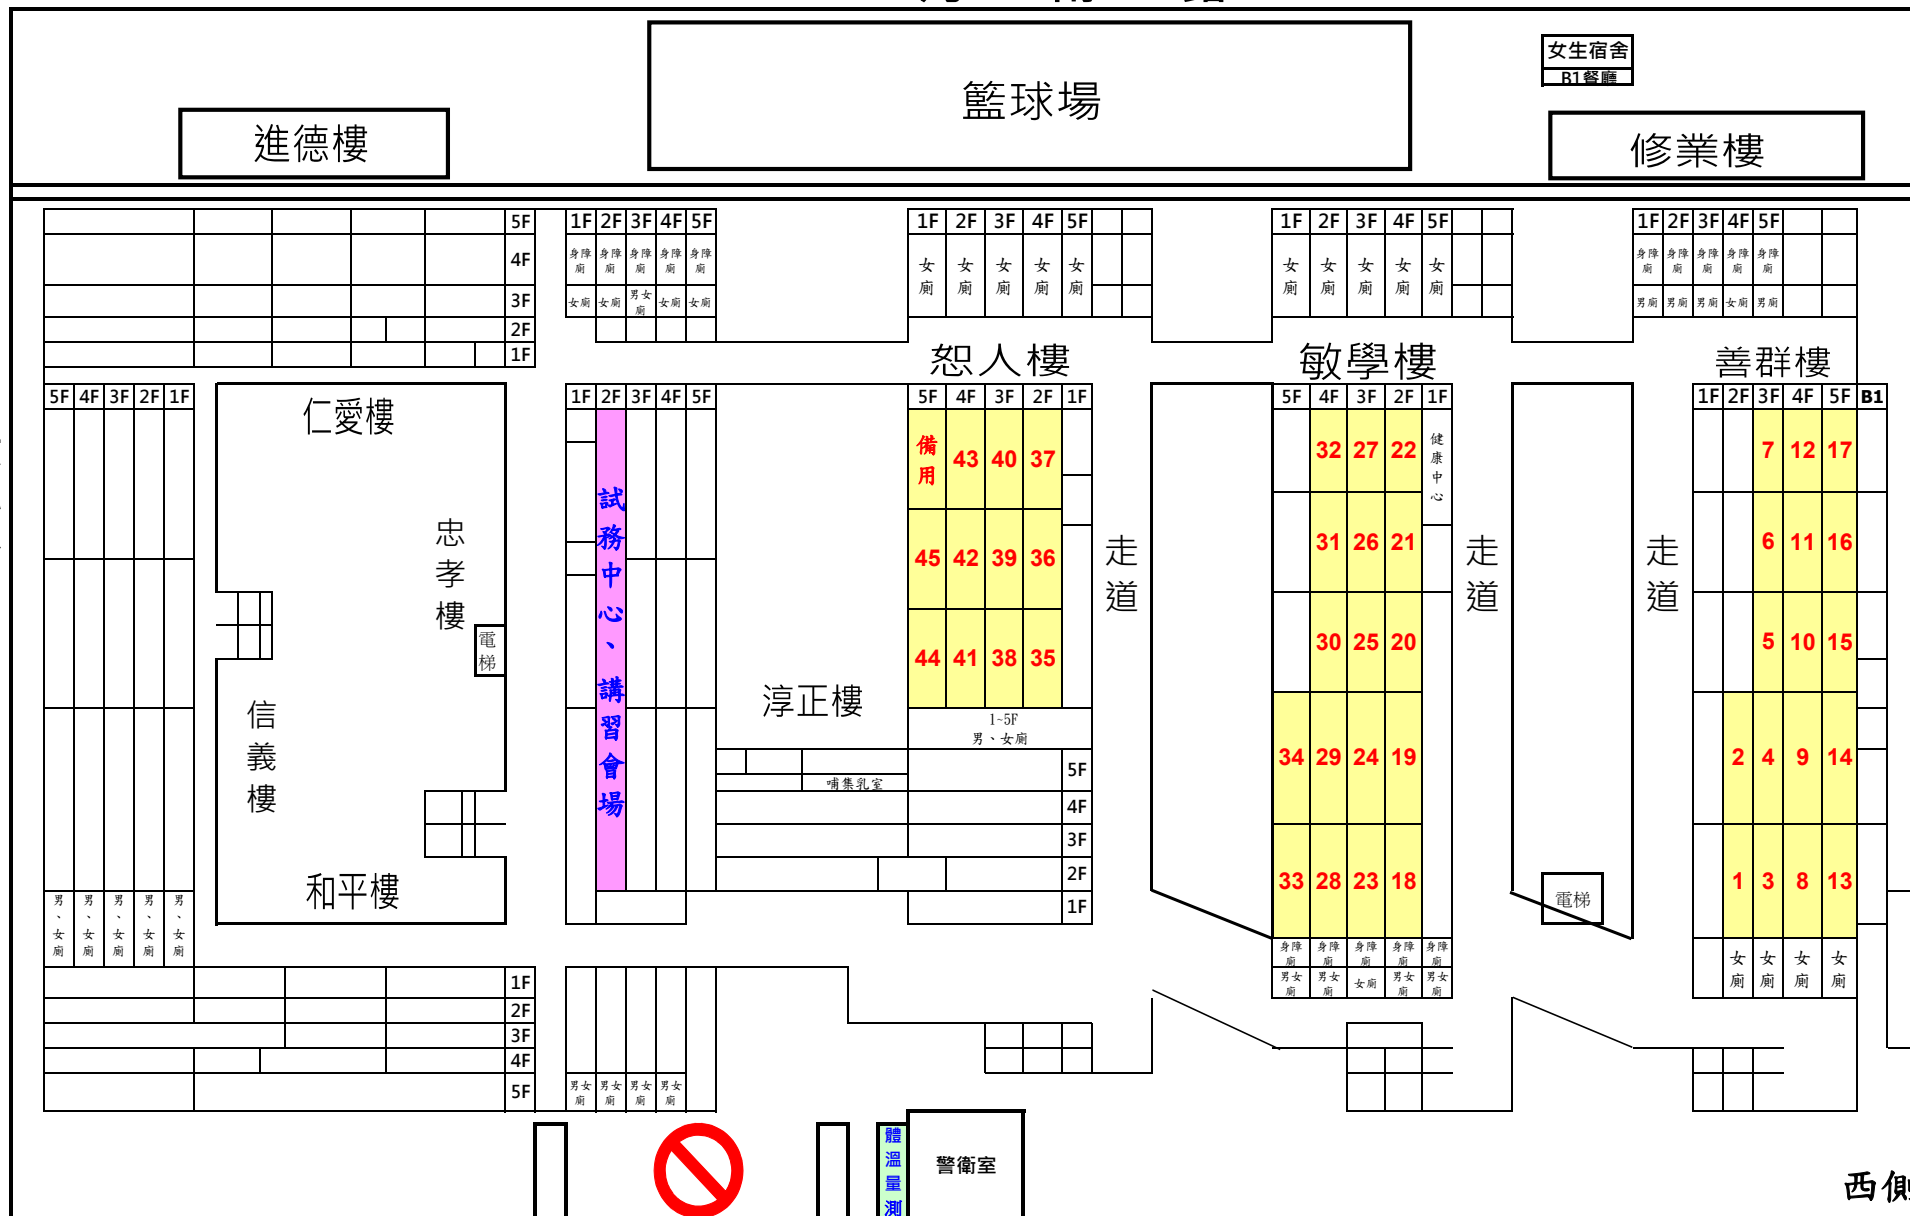 女生宿舍
B1餐廳
籃球場
進德樓
修業樓
5F
4F
3F
2F
1F
1F 2F 3F 4F 5F
身障廁 身障廁 身障廁 身障廁 身障廁
女廁 女廁 男女廁 女廁 女廁
1F 2F 3F 4F 5F
女廁 女廁 女廁 女廁 女廁
1F 2F 3F 4F 5F
女廁 女廁 女廁 女廁 女廁
1F 2F 3F 4F 5F
身障廁 身障廁 身障廁 身障廁 身障廁
男廁 男廁 男廁 女廁 男廁
恕人樓
敏學樓
善群樓
5F 4F 3F 2F 1F
仁愛樓
忠孝樓
電梯
信義樓
和平樓
男、女廁 男、女廁 男、女廁 男、女廁 男、女廁
1F 2F 3F 4F 5F
試務中心、講習會場
淳正樓
5F 4F 3F 2F 1F
備用 43 40 37
45 42 39 36
44 41 38 35
1~5F
男、女廁
哺集乳室
5F
4F
3F
2F
1F
走道
5F 4F 3F 2F 1F
32 27 22 健康中心
31 26 21
30 25 20
34 29 24 19
33 28 23 18
身障廁 身障廁 身障廁 身障廁 身障廁
男女廁 男女廁 女廁 男女廁 男女廁
走道
電梯
走道
1F 2F 3F 4F 5F B1
7 12 17
6 11 16
5 10 15
2 4 9 14
1 3 8 13
女廁 女廁 女廁 女廁
1F
2F
3F
4F
5F
男女廁 男女廁 男女廁 男女廁
體溫量測
警衛室
西側